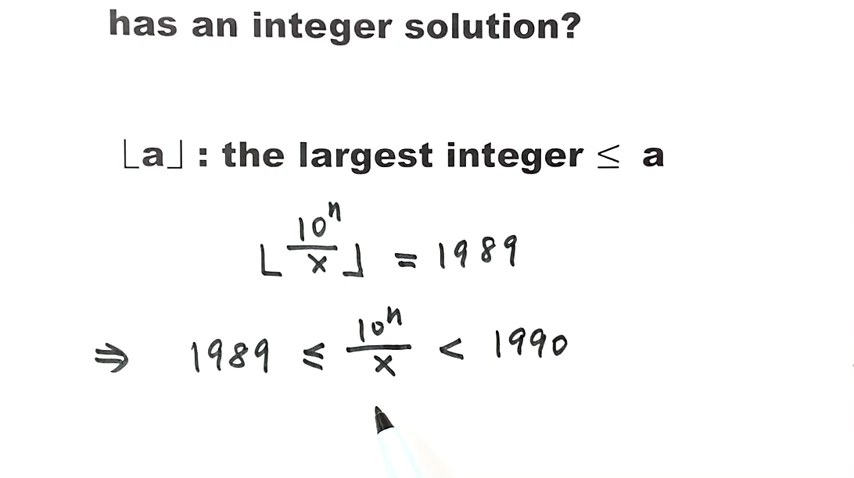 has an integer solution?
⌊a⌋ : the largest integer ≤ a
⌊10ⁿ/x⌋ = 1989
⇒ 1989 ≤ 10ⁿ/x < 1990